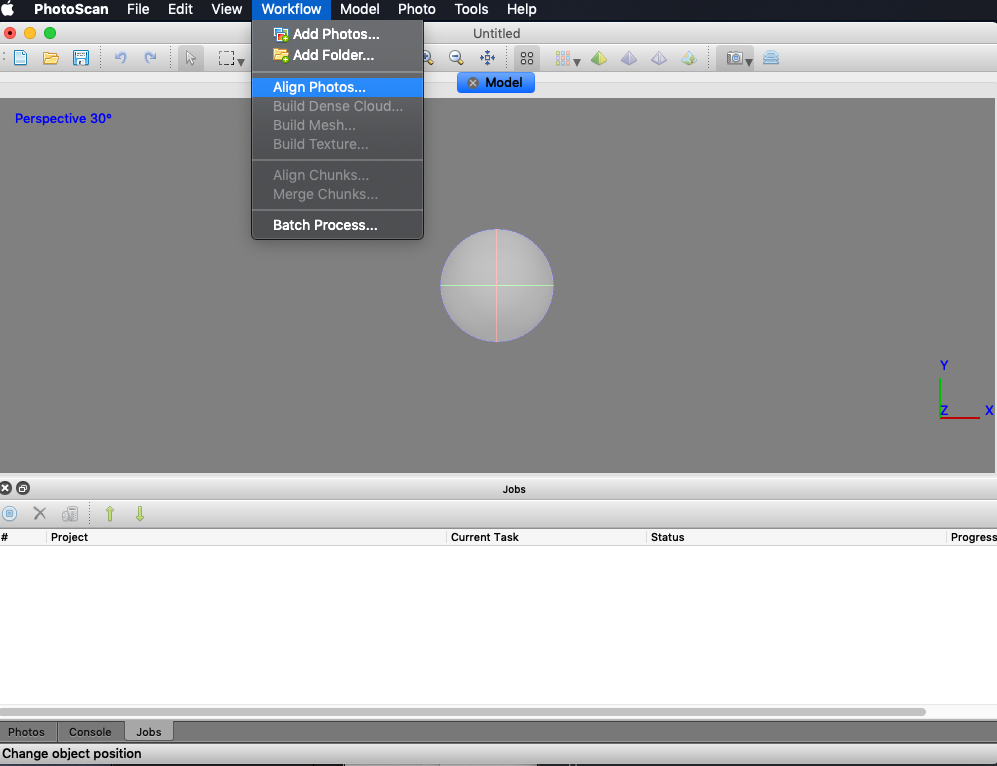 PhotoScan File Edit View Workflow Model Photo Tools Help
Untitled
Add Photos...
Add Folder...
Align Photos...
Build Dense Cloud...
Build Mesh...
Build Texture...
Align Chunks...
Merge Chunks...
Batch Process...
Model
Perspective 30°
Y
Z X
Jobs
# Project Current Task Status Progress
Photos Console Jobs
Change object position